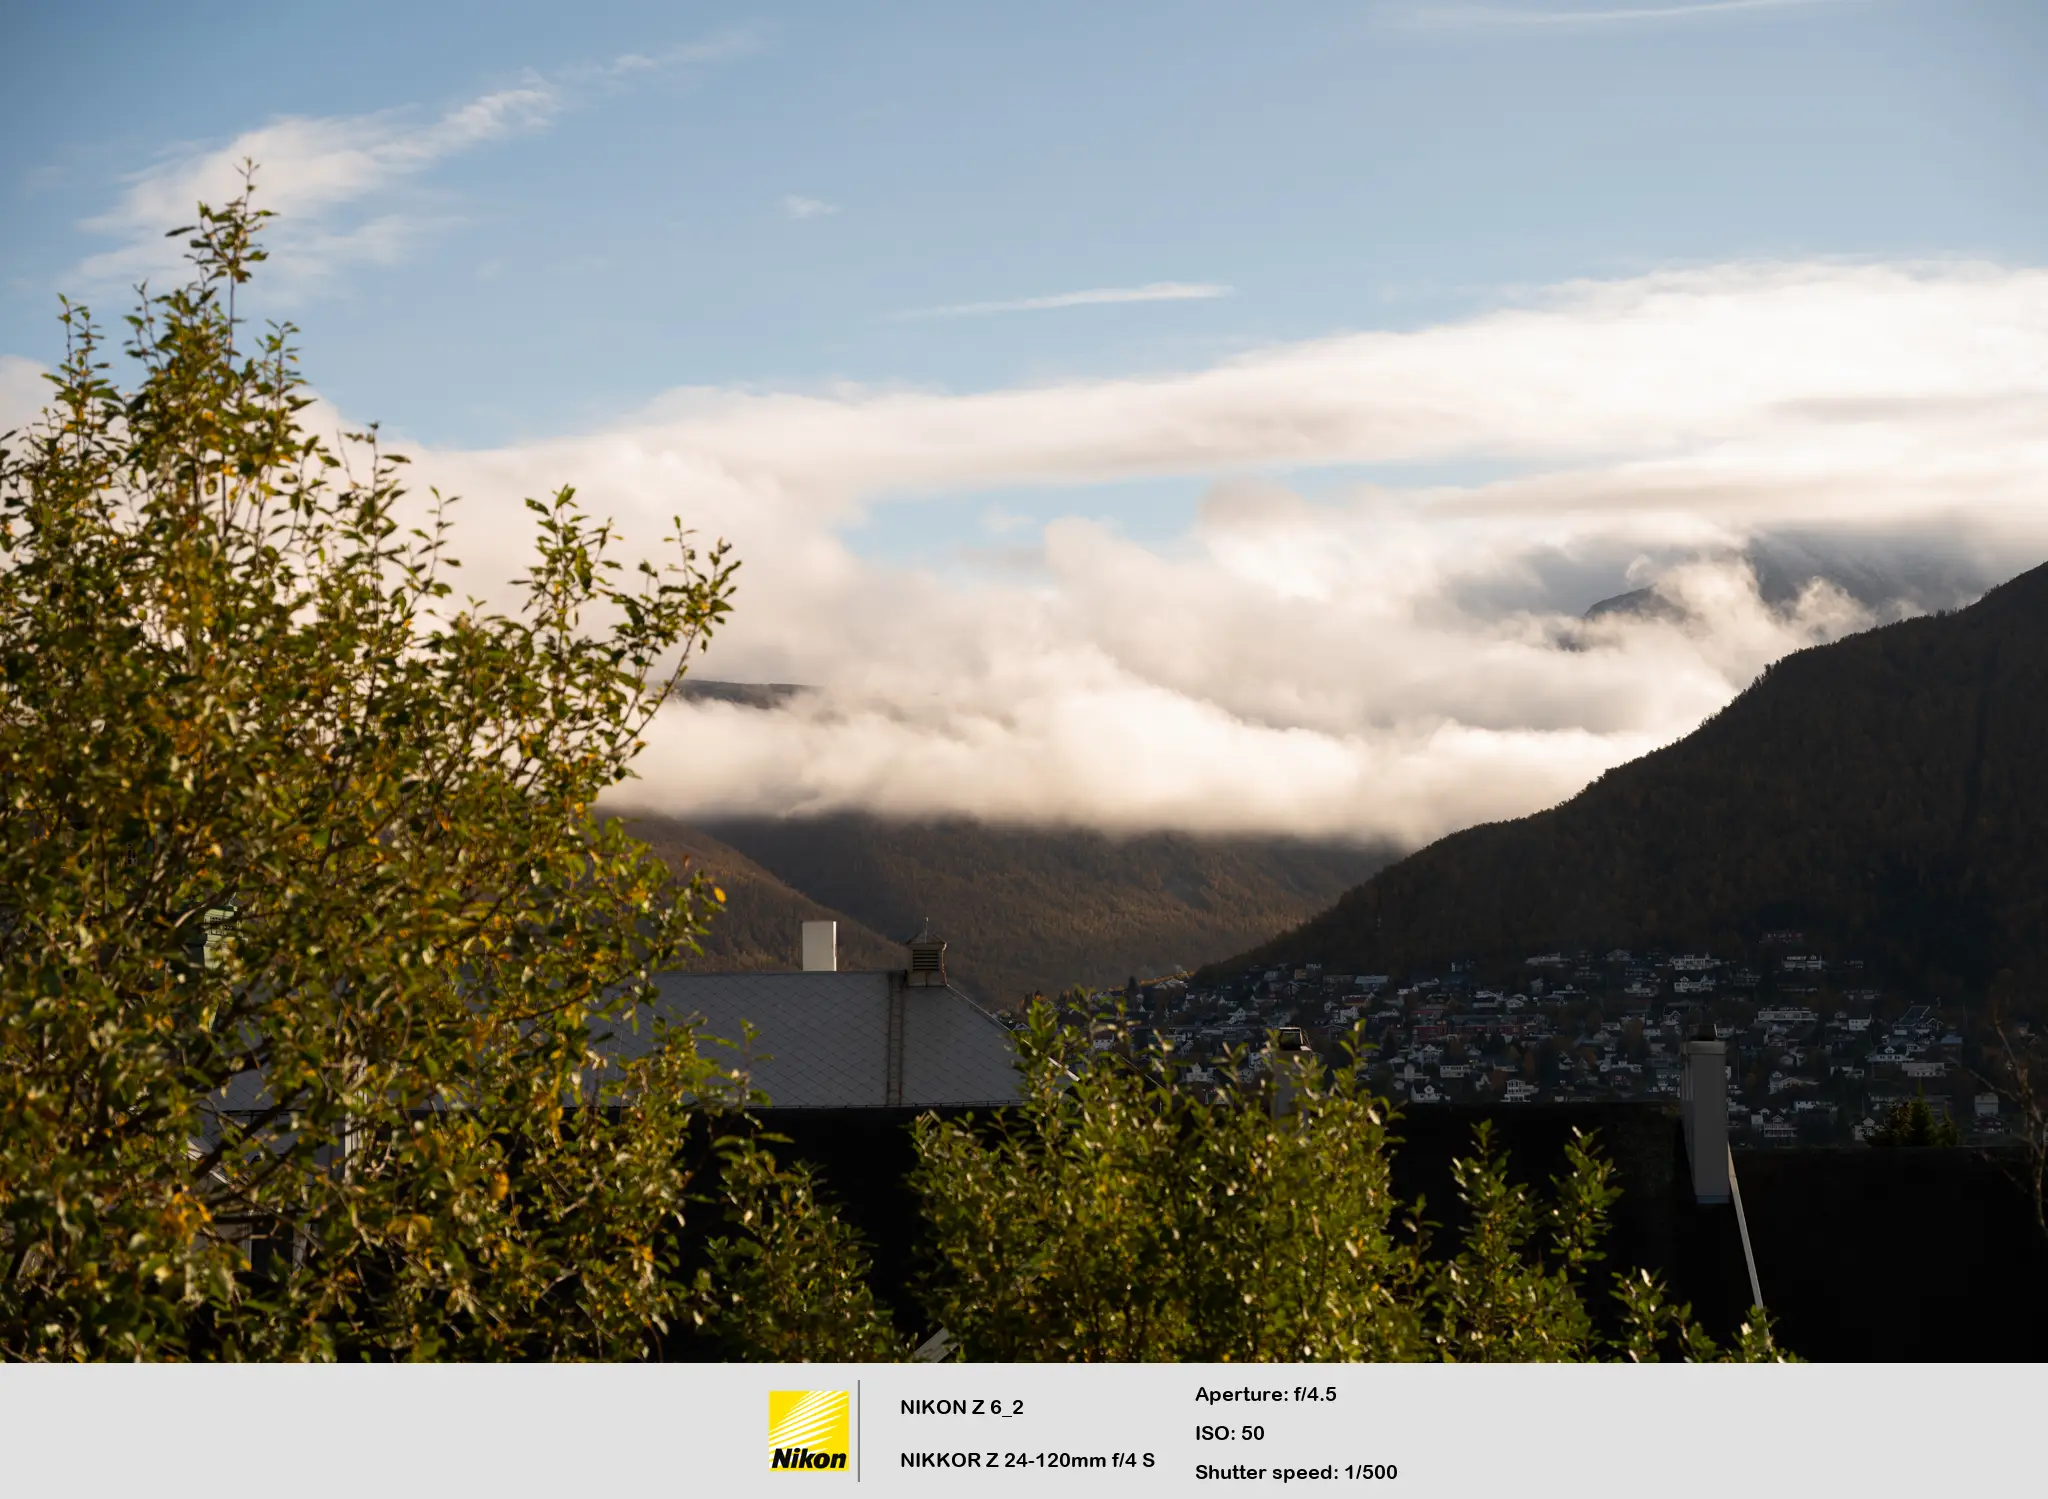 Nikon
NIKON Z 6_2
NIKKOR Z 24-120mm f/4 S
Aperture: f/4.5
ISO: 50
Shutter speed: 1/500